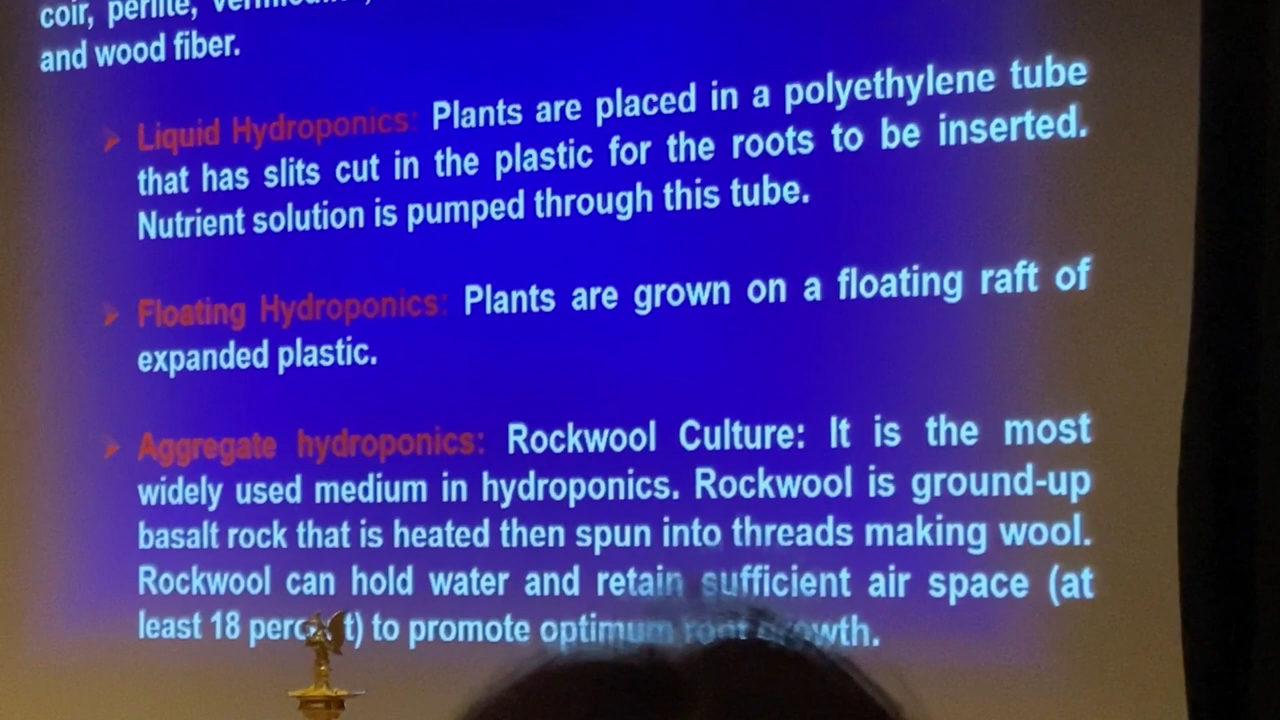 coir, perlite,
and wood fiber.
Liquid Hydroponics: Plants are placed in a polyethylene tube
that has slits cut in the plastic for the roots to be inserted.
Nutrient solution is pumped through this tube.
Floating Hydroponics: Plants are grown on a floating raft of
expanded plastic.
Aggregate hydroponics: Rockwool Culture: It is the most
widely used medium in hydroponics. Rockwool is ground-up
basalt rock that is heated then spun into threads making wool.
Rockwool can hold water and retain sufficient air space (at
least 18 percent) to promote optimum root growth.